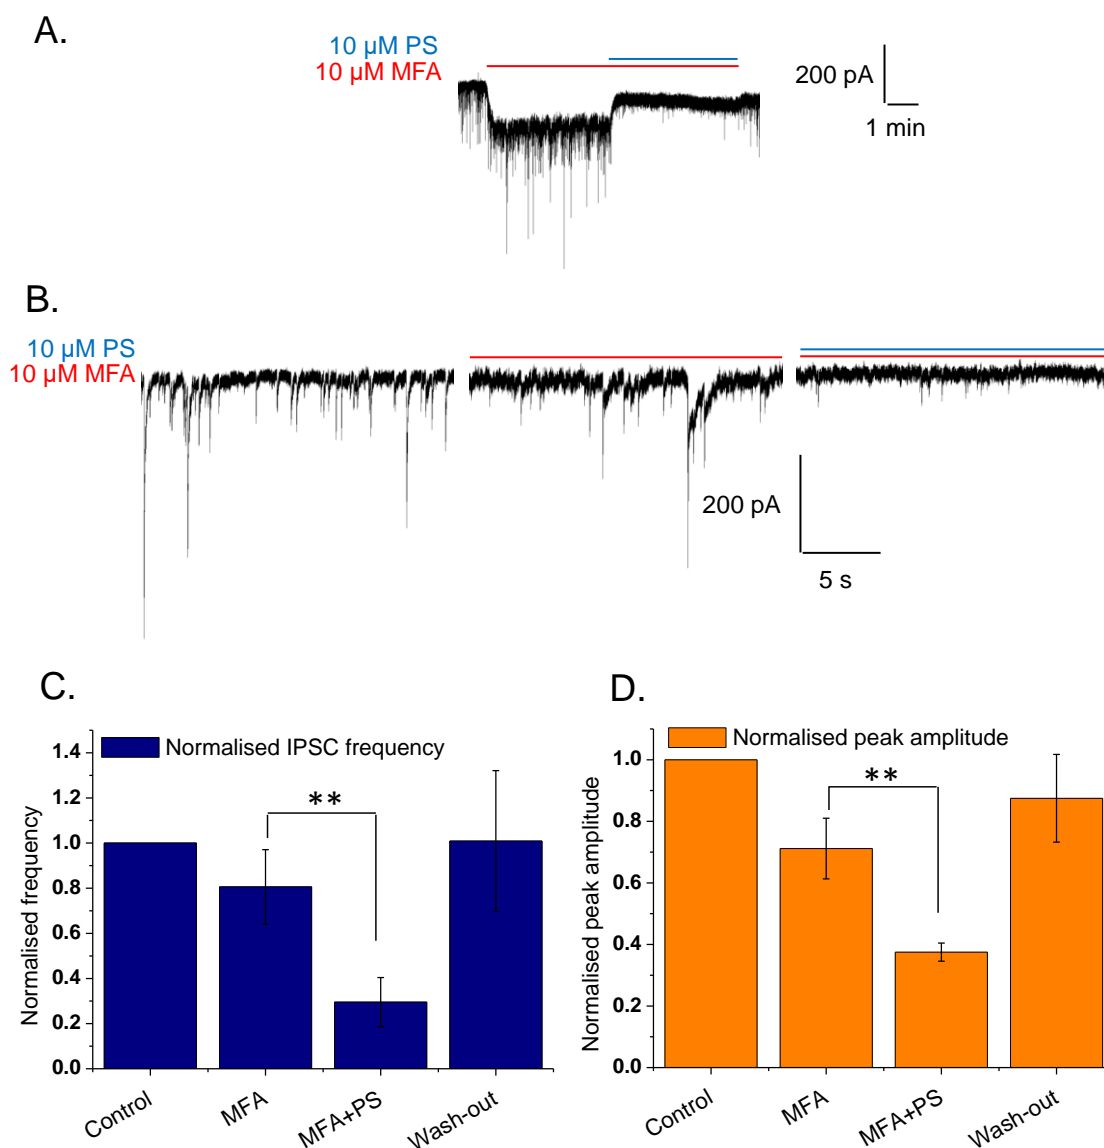 A.
10 µM PS
10 µM MFA
200 pA
1 min
B.
10 µM PS
10 µM MFA
200 pA
5 s
C.
Normalised IPSC frequency
**
Normalised frequency
1.4
1.2
1.0
0.8
0.6
0.4
0.2
0.0
Control
MFA
MFA+PS
Wash-out
D.
Normalised peak amplitude
**
Normalised peak amplitude
1.0
0.8
0.6
0.4
0.2
0.0
Control
MFA
MFA+PS
Wash-out